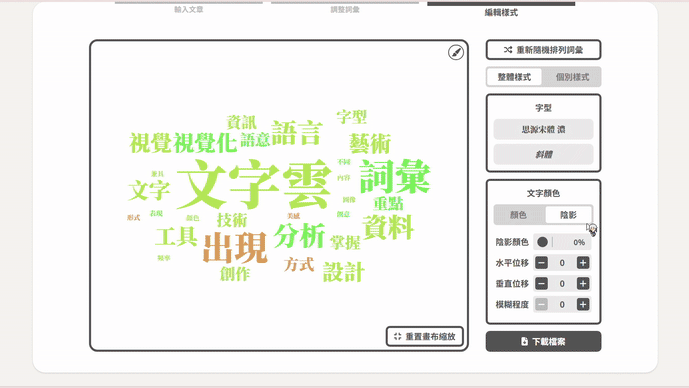 輸入文章
調整詞彙
編輯樣式
重新隨機排列詞彙
整體樣式
個別樣式
字型
思源宋體 濃
斜體
文字顏色
顏色
陰影
陰影顏色
0%
水平位移
0
垂直位移
0
模糊程度
0
下載檔案
資訊
字型
視覺
視覺化
語意
語言
藝術
不同
文字雲
詞彙
內容
文字
圖像
重點
形式
表現
顏色
技術
美感
創意
資料
工具
出現
分析
掌握
頻率
創作
方式
設計
重置畫布縮放